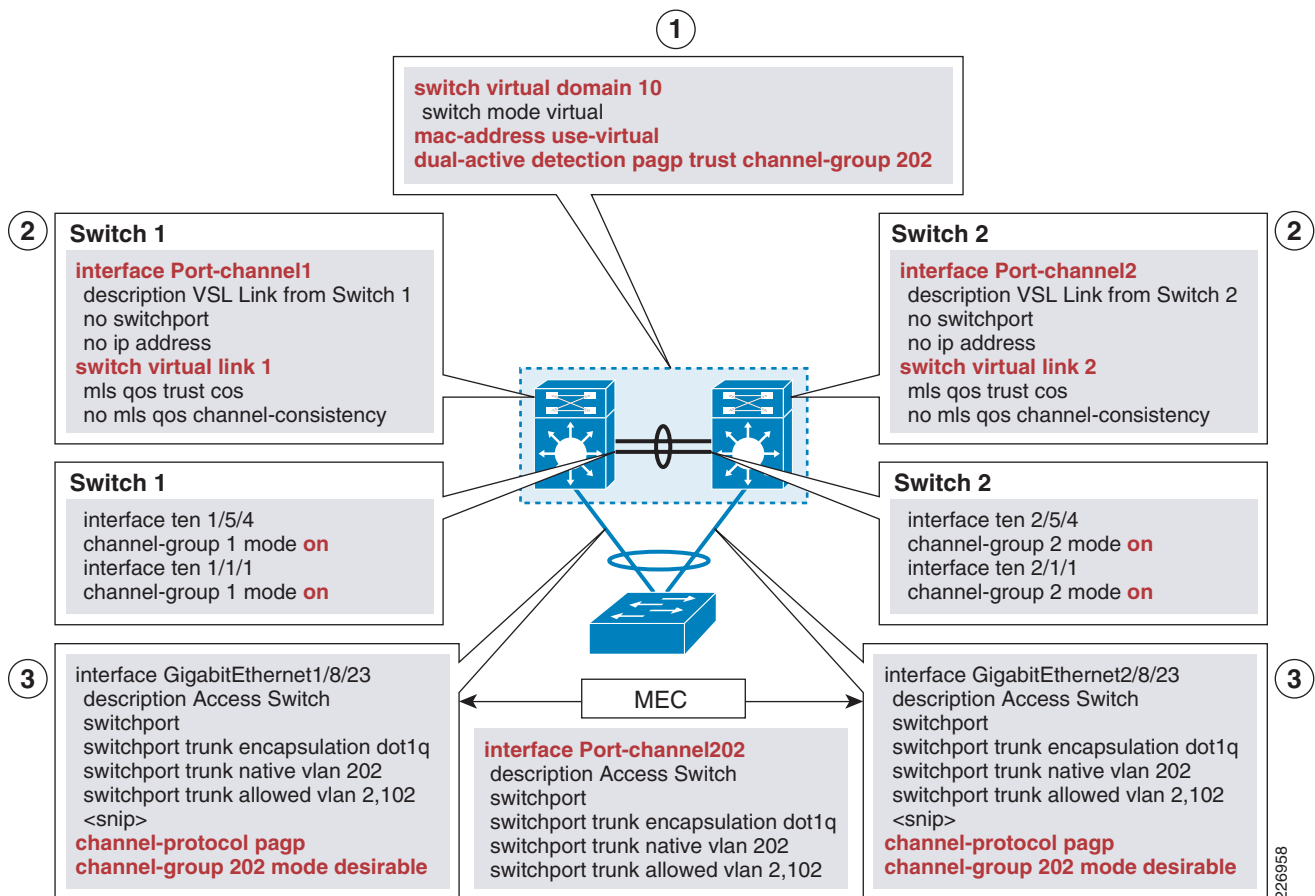 1
switch virtual domain 10
switch mode virtual
mac-address use-virtual
dual-active detection pagp trust channel-group 202
2
Switch 1
interface Port-channel1
description VSL Link from Switch 1
no switchport
no ip address
switch virtual link 1
mls qos trust cos
no mls qos channel-consistency
Switch 2
2
interface Port-channel2
description VSL Link from Switch 2
no switchport
no ip address
switch virtual link 2
mls qos trust cos
no mls qos channel-consistency
Switch 1
interface ten 1/5/4
channel-group 1 mode on
interface ten 1/1/1
channel-group 1 mode on
Switch 2
interface ten 2/5/4
channel-group 2 mode on
interface ten 2/1/1
channel-group 2 mode on
3
interface GigabitEthernet1/8/23
description Access Switch
switchport
switchport trunk encapsulation dot1q
switchport trunk native vlan 202
switchport trunk allowed vlan 2,102
<snip>
channel-protocol pagp
channel-group 202 mode desirable
MEC
interface Port-channel202
description Access Switch
switchport
switchport trunk encapsulation dot1q
switchport trunk native vlan 202
switchport trunk allowed vlan 2,102
3
interface GigabitEthernet2/8/23
description Access Switch
switchport
switchport trunk encapsulation dot1q
switchport trunk native vlan 202
switchport trunk allowed vlan 2,102
<snip>
channel-protocol pagp
channel-group 202 mode desirable
226958